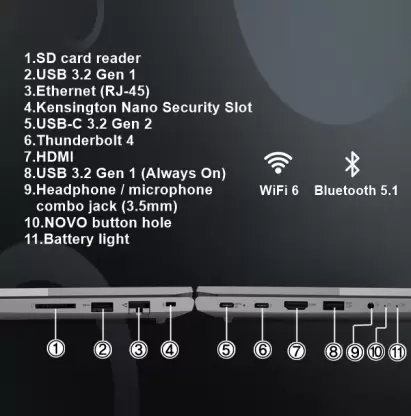 1.SD card reader
2.USB 3.2 Gen 1
3.Ethernet (RJ-45)
4.Kensington Nano Security Slot
5.USB-C 3.2 Gen 2
6.Thunderbolt 4
7.HDMI
8.USB 3.2 Gen 1 (Always On)
9.Headphone / microphone
combo jack (3.5mm)
10.NOVO button hole
11.Battery light
WiFi 6 Bluetooth 5.1
① ② ③ ④ ⑤ ⑥ ⑦ ⑧ ⑨ ⑩ ⑪